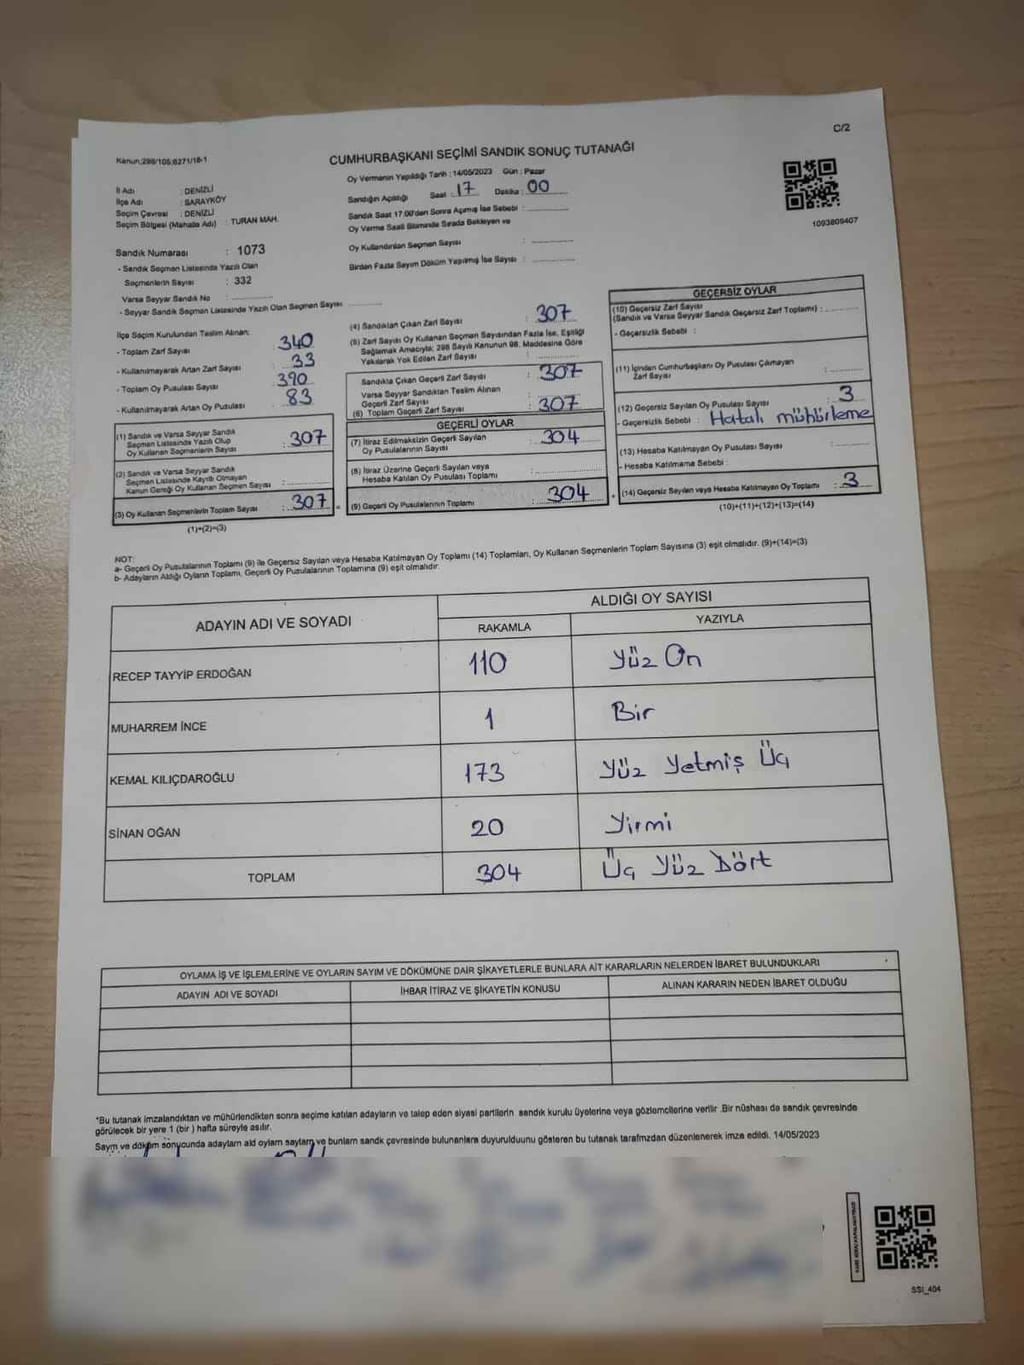 C/2
Kanun:298/105;6271/18-1
CUMHURBAŞKANI SEÇİMİ SANDIK SONUÇ TUTANAĞI
İl Adı : DENİZLİ
İlçe Adı : SARAYKÖY
Seçim Çevresi : DENİZLİ
Seçim Bölgesi (Mahalle Adı) : TURAN MAH.
Sandık Numarası : 1073
- Sandık Seçmen Listesinde Yazılı Olan
Seçmenlerin Sayısı : 332
Varsa Seyyar Sandık No :
- Seyyar Sandık Seçmen Listesinde Yazılı Olan Seçmen Sayısı :
Oy Vermenin Yapıldığı Tarih : 14/05/2023 Gün : Pazar
Sandığın Açıldığı Saat : 17 Dakika : 00
Sandık Saat 17:00'den Sonra Açılmış İse Sebebi :
Oy Verme Saati Bitiminde Sırada Bekleyen ve
Oy Kullandırılan Seçmen Sayısı :
Birden Fazla Sayım Döküm Yapılmış İse Sayısı :
1093809407
İlçe Seçim Kurulundan Teslim Alınan;
- Toplam Zarf Sayısı : 340
- Kullanılmayarak Artan Zarf Sayısı : 33
- Toplam Oy Pusulası Sayısı : 390
- Kullanılmayarak Artan Oy Pusulası : 83
(1) Sandık ve Varsa Seyyar Sandık
Seçmen Listesinde Yazılı Olup
Oy Kullanan Seçmenlerin Sayısı : 307
(2) Sandık ve Varsa Seyyar Sandık
Seçmen Listesinde Kayıtlı Olmayan
Kanun Gereği Oy Kullanan Seçmen Sayısı :
(3) Oy Kullanan Seçmenlerin Toplam Sayısı : 307
(1)+(2)=(3)
(4) Sandıktan Çıkan Zarf Sayısı : 307
(5) Zarf Sayısı Oy Kullanan Seçmen Sayısından Fazla İse, Eşitliği
Sağlamak Amacıyla; 298 Sayılı Kanunun 98. Maddesine Göre
Yakılarak Yok Edilen Zarf Sayısı :
Sandıkta Çıkan Geçerli Zarf Sayısı : 307
Varsa Seyyar Sandıktan Teslim Alınan
Geçerli Zarf Sayısı :
(6) Toplam Geçerli Zarf Sayısı : 307
GEÇERLİ OYLAR
(7) İtiraz Edilmeksizin Geçerli Sayılan
Oy Pusulalarının Sayısı : 304
(8) İtiraz Üzerine Geçerli Sayılan veya
Hesaba Katılan Oy Pusulası Toplamı :
(9) Geçerli Oy Pusulalarının Toplamı : 304
GEÇERSİZ OYLAR
(10) Geçersiz Zarf Sayısı
(Sandık ve Varsa Seyyar Sandık Geçersiz Zarf Toplamı) :
- Geçersizlik Sebebi :
(11) İçinden Cumhurbaşkanı Oy Pusulası Çıkmayan
Zarf Sayısı :
(12) Geçersiz Sayılan Oy Pusulası Sayısı : 3
- Geçersizlik Sebebi : Hatalı mühürleme
(13) Hesaba Katılmayan Oy Pusulası Sayısı :
- Hesaba Katılmama Sebebi :
(14) Geçersiz Sayılan veya Hesaba Katılmayan Oy Toplamı : 3
(10)+(11)+(12)+(13)=(14)
NOT:
a- Geçerli Oy Pusulalarının Toplamı (9) ile Geçersiz Sayılan veya Hesaba Katılmayan Oy Toplamı (14) Toplamları, Oy Kullanan Seçmenlerin Toplam Sayısına (3) eşit olmalıdır. (9)+(14)=(3)
b- Adayların Aldığı Oyların Toplamı, Geçerli Oy Pusulalarının Toplamına (9) eşit olmalıdır.
ADAYIN ADI VE SOYADI
ALDIĞI OY SAYISI
RAKAMLA YAZIYLA
RECEP TAYYİP ERDOĞAN 110 Yüz On
MUHARREM İNCE 1 Bir
KEMAL KILIÇDAROĞLU 173 Yüz Yetmiş Üç
SİNAN OĞAN 20 Yirmi
TOPLAM 304 Üç Yüz Dört
OYLAMA İŞ VE İŞLEMLERİNE VE OYLARIN SAYIM VE DÖKÜMÜNE DAİR ŞİKAYETLERLE BUNLARA AİT KARARLARIN NELERDEN İBARET BULUNDUKLARI
ADAYIN ADI VE SOYADI İHBAR İTİRAZ VE ŞİKAYETİN KONUSU ALINAN KARARIN NEDEN İBARET OLDUĞU
*Bu tutanak imzalandıktan ve mühürlendikten sonra seçime katılan adayların ve talep eden siyasi partilerin sandık kurulu üyelerine veya gözlemcilerine verilir .Bir nüshası da sandık çevresinde
görülecek bir yere 1 (bir ) hafta süreyle asılır.
Sayım ve döküm sonucunda adayların ald oyların sayları ve bunların sandk çevresinde bulunanlara duyurulduunu gösteren bu tutanak tarafmzdan düzenlenerek imza edildi. 14/05/2023
SSI_404